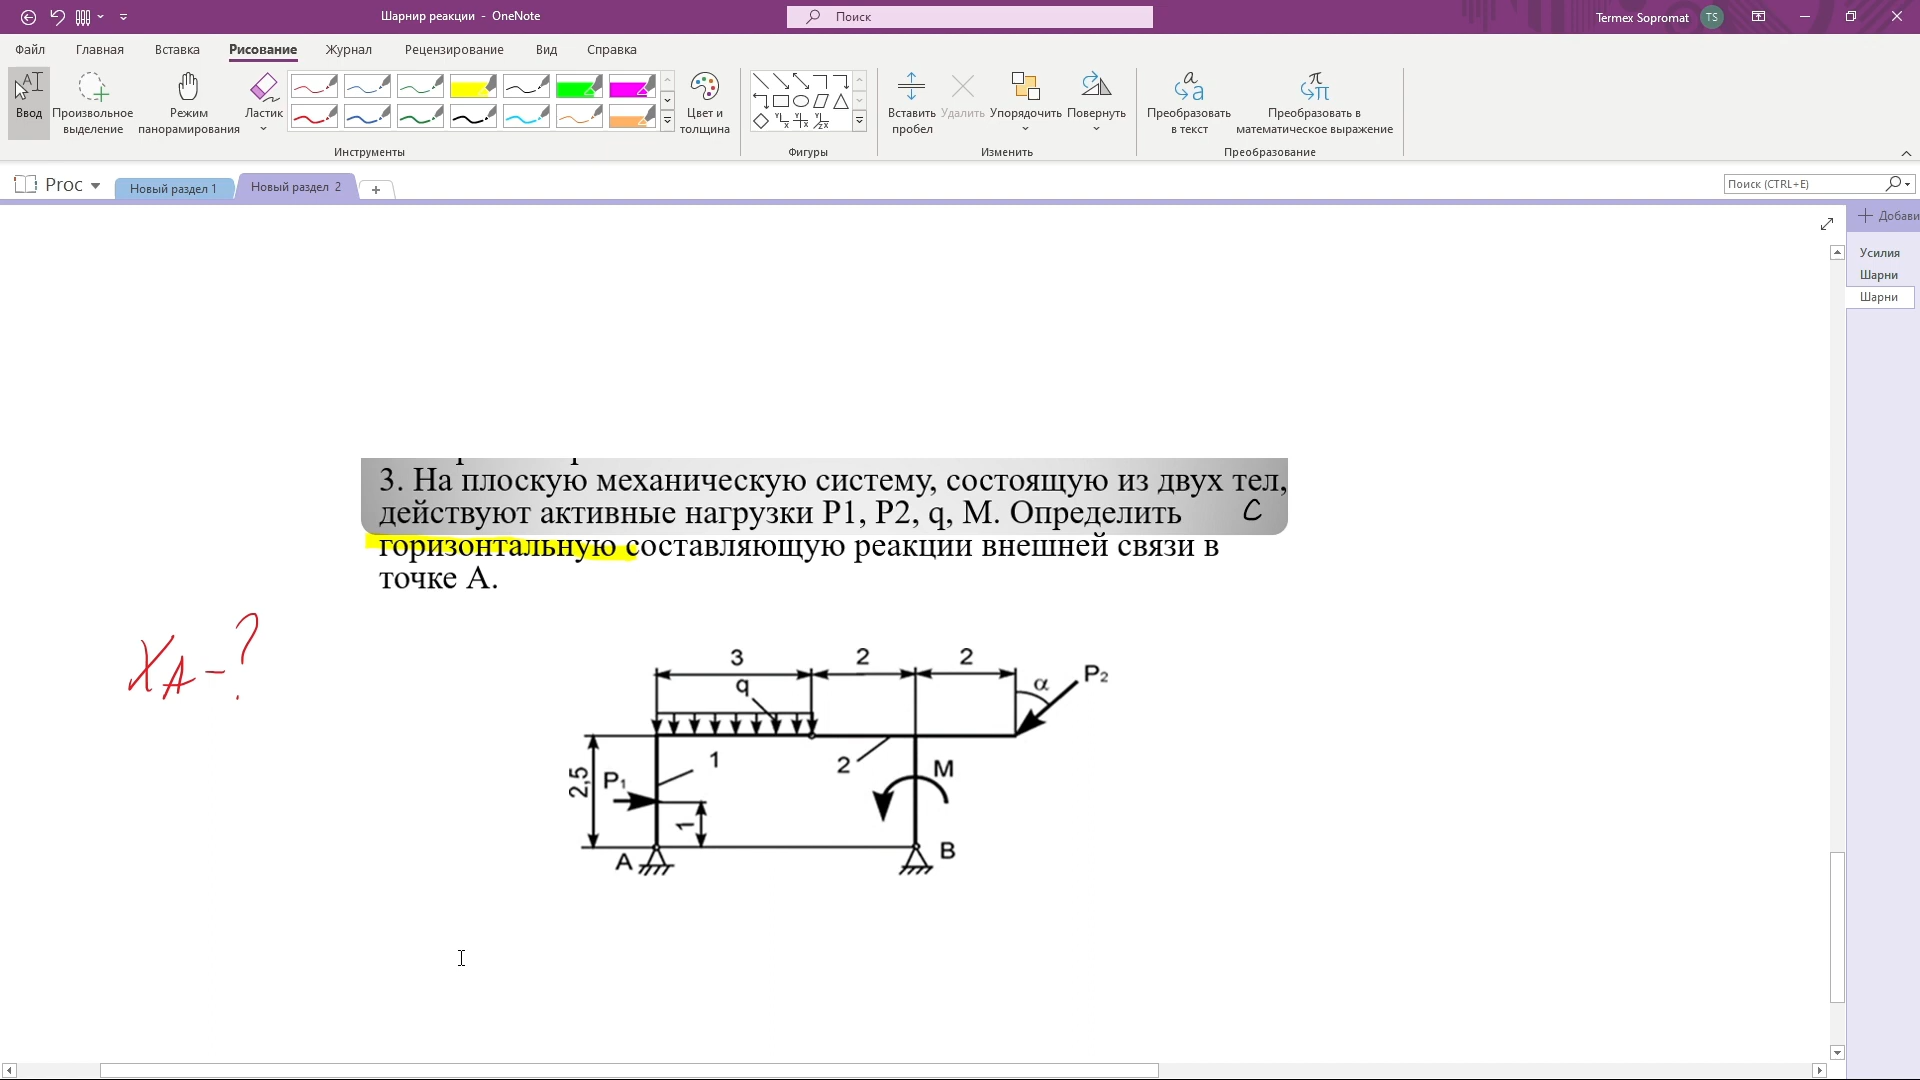 Шарнир реакции - OneNote
Поиск
Termex Sopromat
TS
Файл
Главная
Вставка
Рисование
Журнал
Рецензирование
Вид
Справка
Ввод
Произвольное выделение
Режим панорамирования
Ластик
Цвет и толщина
Вставить пробел
Удалить
Упорядочить
Повернуть
Преобразовать в текст
Преобразовать в математическое выражение
Инструменты
Фигуры
Изменить
Преобразование
Proc
Новый раздел 1
Новый раздел 2
Поиск (CTRL+E)
Добави
Усилия
Шарни
Шарни
3. На плоскую механическую систему, состоящую из двух тел,
действуют активные нагрузки P1, P2, q, M. Определить
C
горизонтальную составляющую реакции внешней связи в
точке А.
XA - ?
3
2
2
q
α
P2
2,5
P1
1
2
M
1
A
B